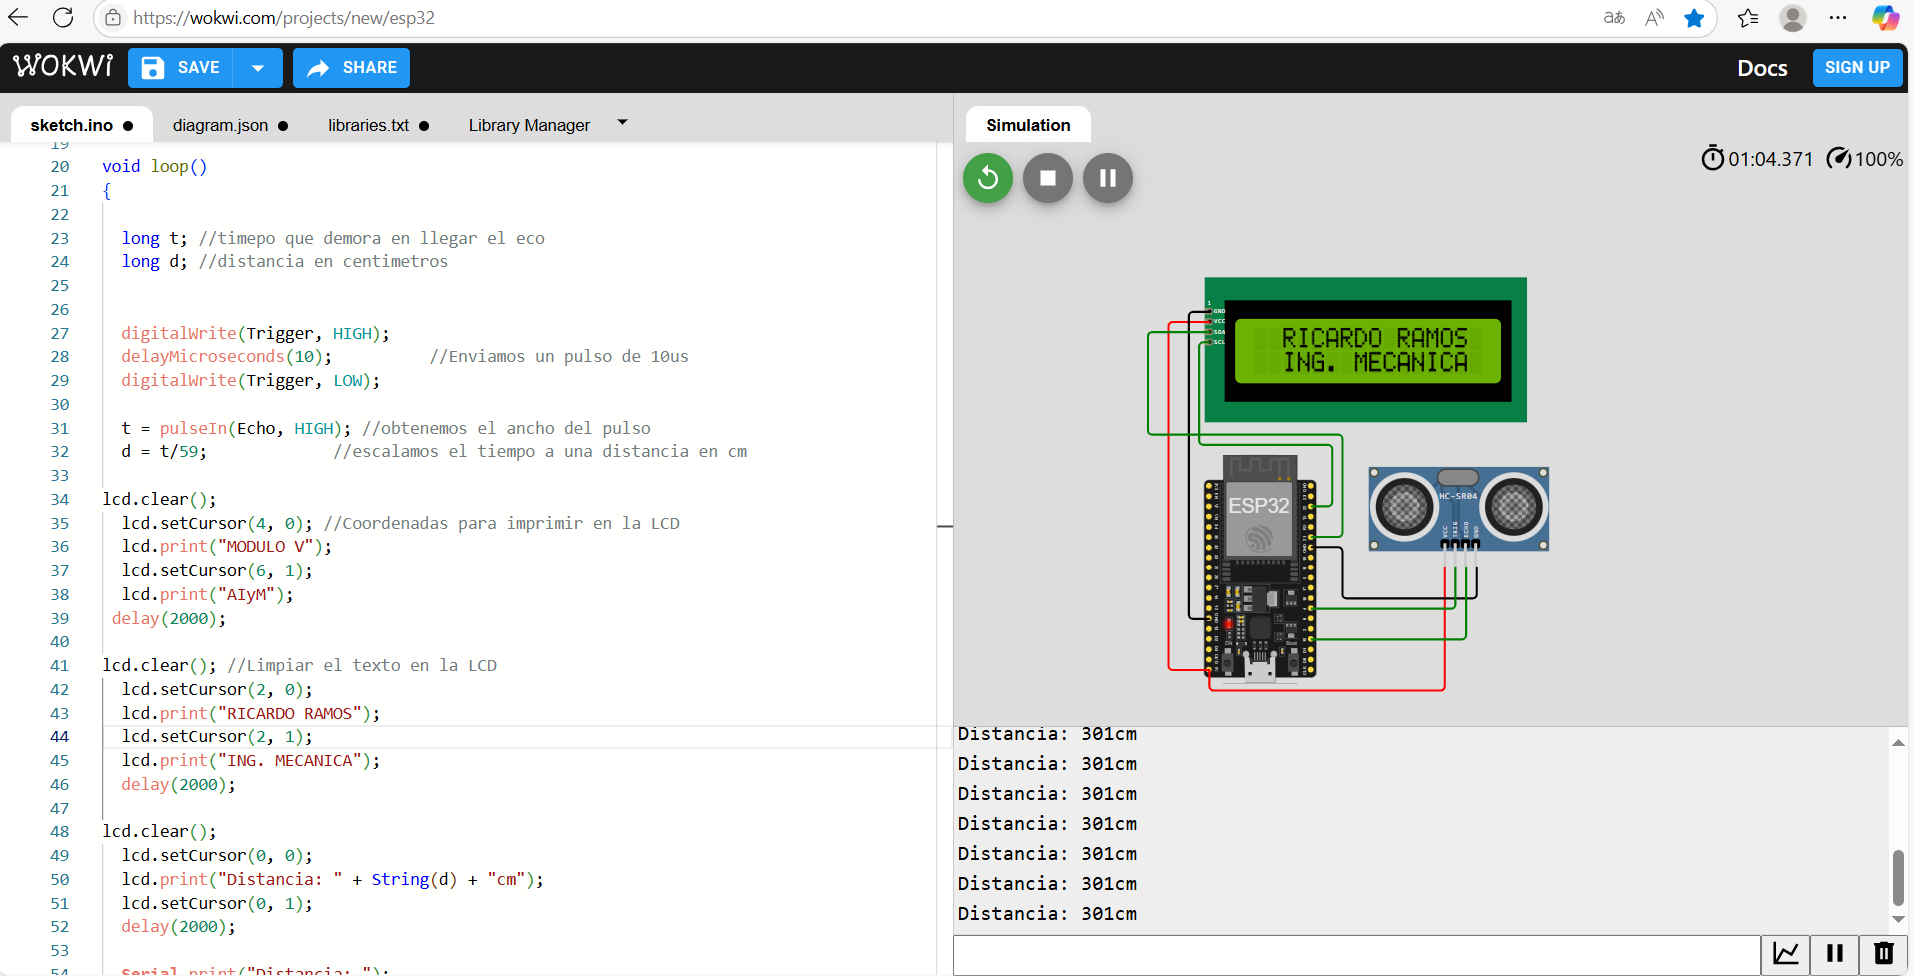 https://wokwi.com/projects/new/esp32
WOKWi
SAVE
SHARE
Docs
SIGN UP
sketch.ino
diagram.json
libraries.txt
Library Manager
19
20 void loop()
21 {
22
23 long t; //timepo que demora en llegar el eco
24 long d; //distancia en centimetros
25
26
27 digitalWrite(Trigger, HIGH);
28 delayMicroseconds(10); //Enviamos un pulso de 10us
29 digitalWrite(Trigger, LOW);
30
31 t = pulseIn(Echo, HIGH); //obtenemos el ancho del pulso
32 d = t/59; //escalamos el tiempo a una distancia en cm
33
34 lcd.clear();
35 lcd.setCursor(4, 0); //Coordenadas para imprimir en la LCD
36 lcd.print("MODULO V");
37 lcd.setCursor(6, 1);
38 lcd.print("AIyM");
39 delay(2000);
40
41 lcd.clear(); //Limpiar el texto en la LCD
42 lcd.setCursor(2, 0);
43 lcd.print("RICARDO RAMOS");
44 lcd.setCursor(2, 1);
45 lcd.print("ING. MECANICA");
46 delay(2000);
47
48 lcd.clear();
49 lcd.setCursor(0, 0);
50 lcd.print("Distancia: " + String(d) + "cm");
51 lcd.setCursor(0, 1);
52 delay(2000);
53
54 Serial.print("Distancia: ");
Simulation
01:04.371
100%
1
GND
VCC
SDA
SCL
RICARDO RAMOS
ING. MECANICA
ESP32
HC-SR04
VCC
TRIG
ECHO
GND
Distancia: 301cm
Distancia: 301cm
Distancia: 301cm
Distancia: 301cm
Distancia: 301cm
Distancia: 301cm
Distancia: 301cm